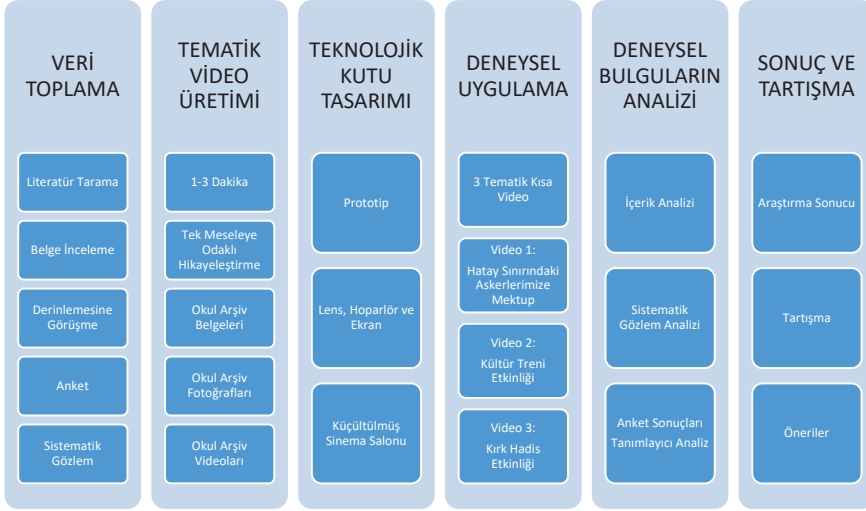 VERİ
TOPLAMA
Literatür Tarama
Belge İnceleme
Derinlemesine
Görüşme
Anket
Sistematik
Gözlem
TEMATİK
VİDEO
ÜRETİMİ
1-3 Dakika
Tek Meseleye
Odaklı
Hikayeleştirme
Okul Arşiv
Belgeleri
Okul Arşiv
Fotoğrafları
Okul Arşiv
Videoları
TEKNOLOJİK
KUTU
TASARIMI
Prototip
Lens, Hoparlör ve
Ekran
Küçültülmüş
Sinema Salonu
DENEYSEL
UYGULAMA
3 Tematik Kısa
Video
Video 1:
Hatay Sınırındaki
Askerlerimize
Mektup
Video 2:
Kültür Treni
Etkinliği
Video 3:
Kırk Hadis
Etkinliği
DENEYSEL
BULGULARIN
ANALİZİ
İçerik Analizi
Sistematik
Gözlem Analizi
Anket Sonuçları
Tanımlayıcı Analiz
SONUÇ VE
TARTIŞMA
Araştırma Sonucu
Tartışma
Öneriler